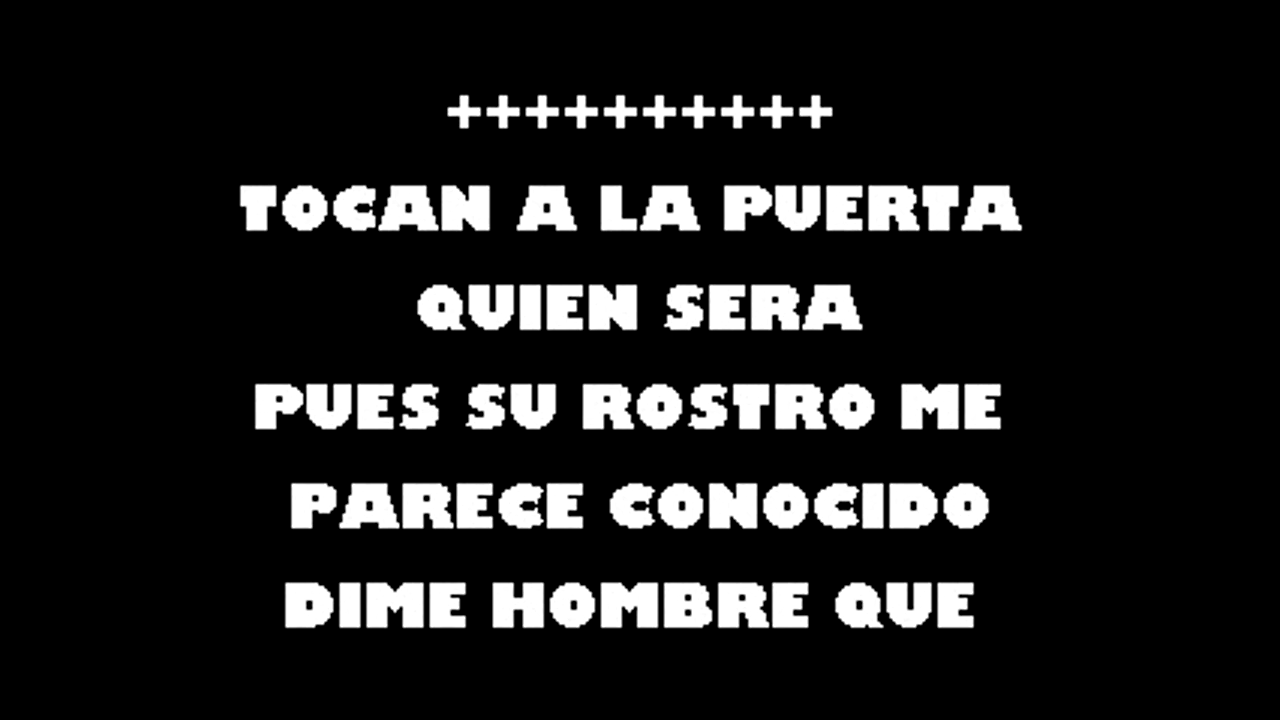 ++++++++++
TOCAN A LA PUERTA
QUIEN SERA
PUES SU ROSTRO ME
PARECE CONOCIDO
DIME HOMBRE QUE